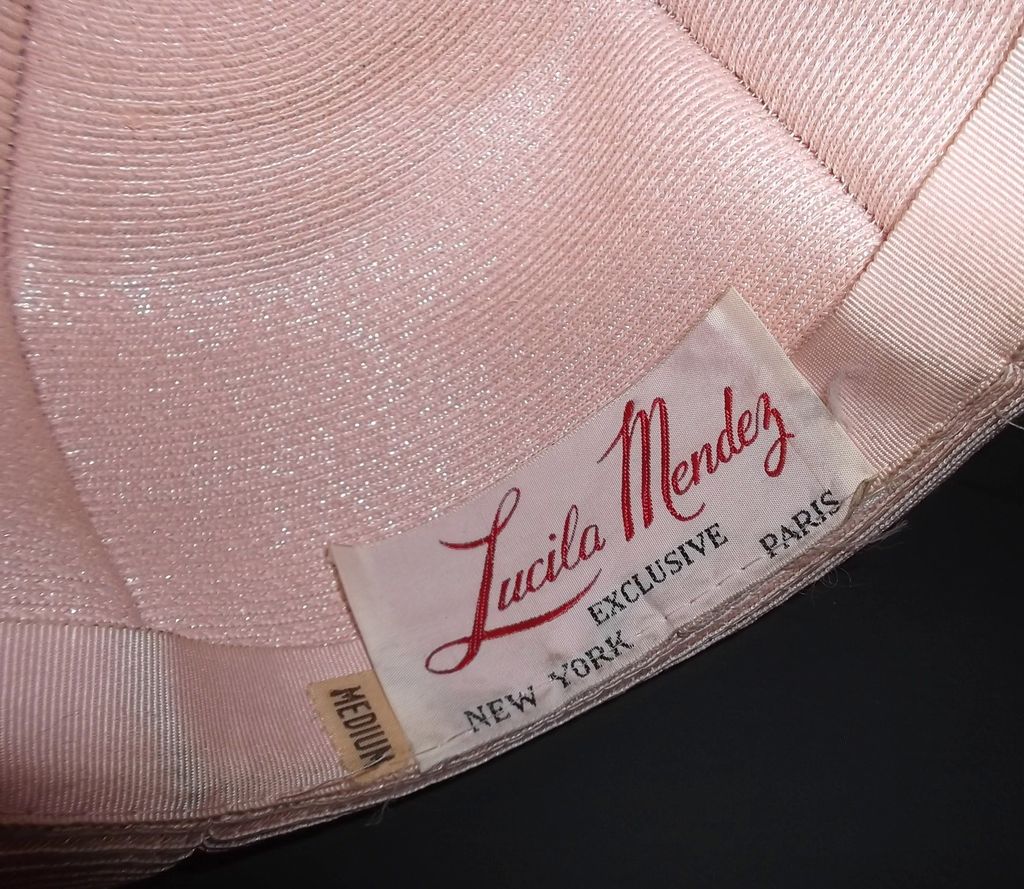 Lucila Mendez
EXCLUSIVE
NEW YORK PARIS
MEDIUM